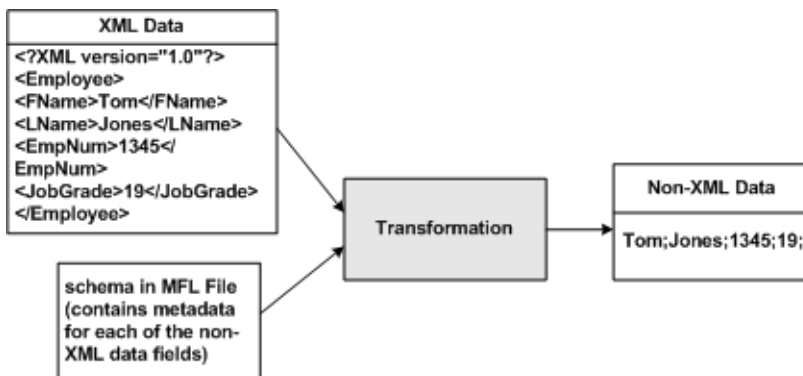 XML Data
<?XML version="1.0"?>
<Employee>
<FName>Tom</FName>
<LName>Jones</LName>
<EmpNum>1345</
EmpNum>
<JobGrade>19</JobGrade>
</Employee>
Transformation
Non-XML Data
Tom;Jones;1345;19;
schema in MFL File
(contains metadata
for each of the non-
XML data fields)